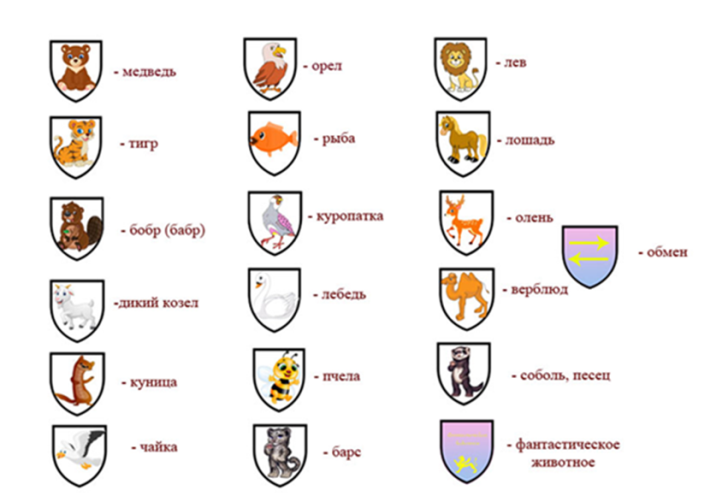 - медведь
- орел
- лев
- тигр
- рыба
- лошадь
- бобр (бабр)
- куропатка
- олень
- обмен
-дикий козел
- лебедь
- верблюд
- куница
- пчела
- соболь, песец
- чайка
- барс
- фантастическое
животное